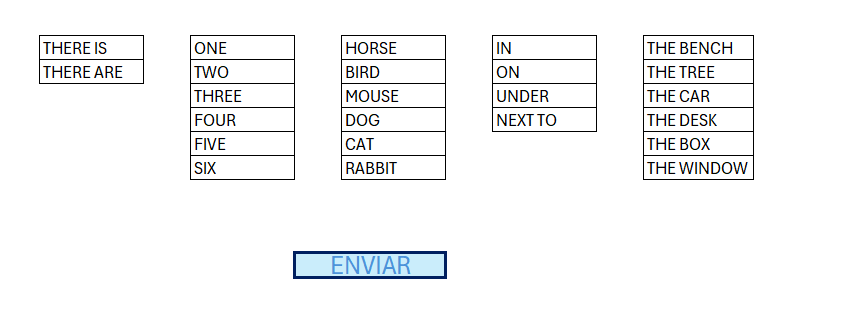 THERE IS
THERE ARE
ONE
TWO
THREE
FOUR
FIVE
SIX
HORSE
BIRD
MOUSE
DOG
CAT
RABBIT
IN
ON
UNDER
NEXT TO
THE BENCH
THE TREE
THE CAR
THE DESK
THE BOX
THE WINDOW
ENVIAR